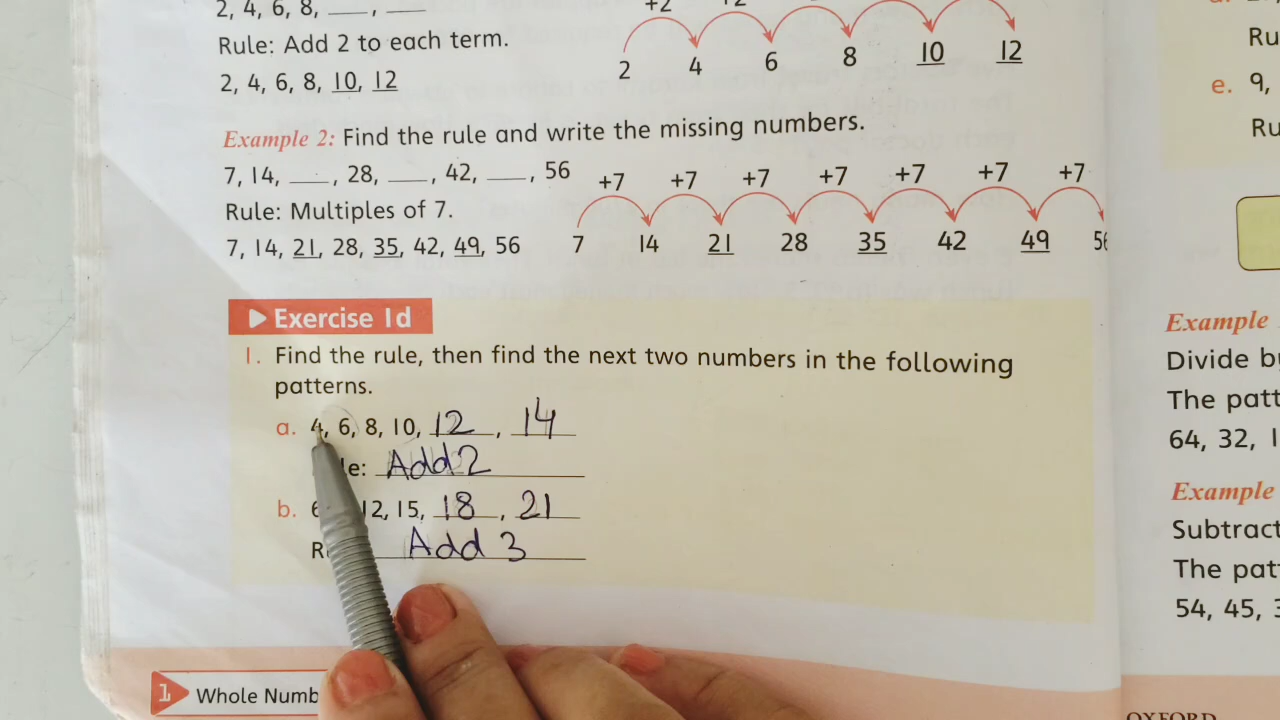 2, 4, 6, 8, ___, ___
+2
Rule: Add 2 to each term.
2 4 6 8 10 12
2, 4, 6, 8, 10, 12
Example 2: Find the rule and write the missing numbers.
7, 14, ___, 28, ___, 42, ___, 56
+7 +7 +7 +7 +7 +7 +7
Rule: Multiples of 7.
7, 14, 21, 28, 35, 42, 49, 56
7 14 21 28 35 42 49
Exercise 1d
1. Find the rule, then find the next two numbers in the following
patterns.
a. 4, 6, 8, 10, 12, 14
Add 2
b. 12, 15, 18, 21
Add 3
1 Whole
Ru
e. 9,
Ru
Example
Divide
The
64, 32,
Example
Subtract
The
54, 45,
OXFORD